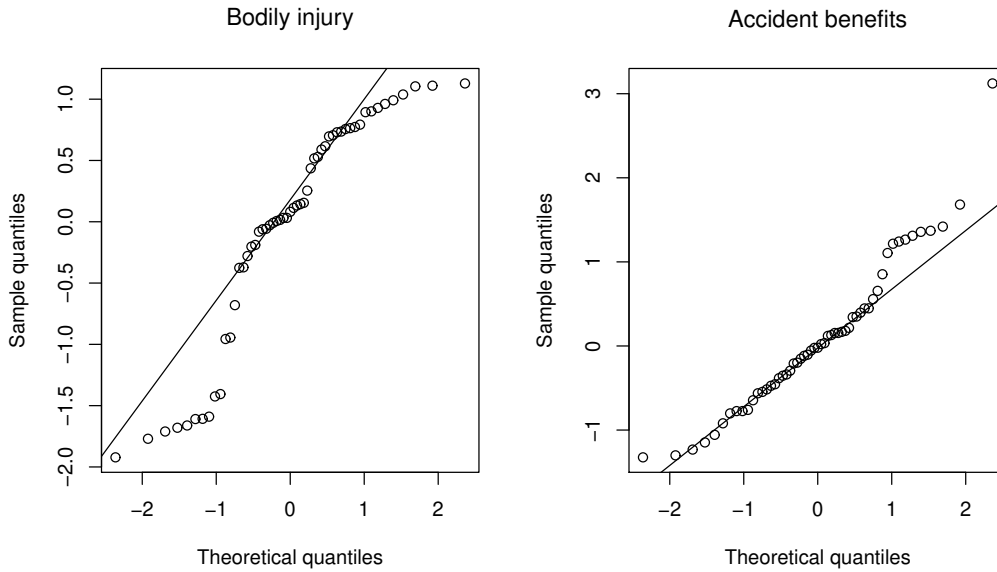 Bodily injury
Sample quantiles
1.0
0.5
0.0
−0.5
−1.0
−1.5
−2.0
−2 −1 0 1 2
Theoretical quantiles
Accident benefits
Sample quantiles
3
2
1
0
−1
−2 −1 0 1 2
Theoretical quantiles